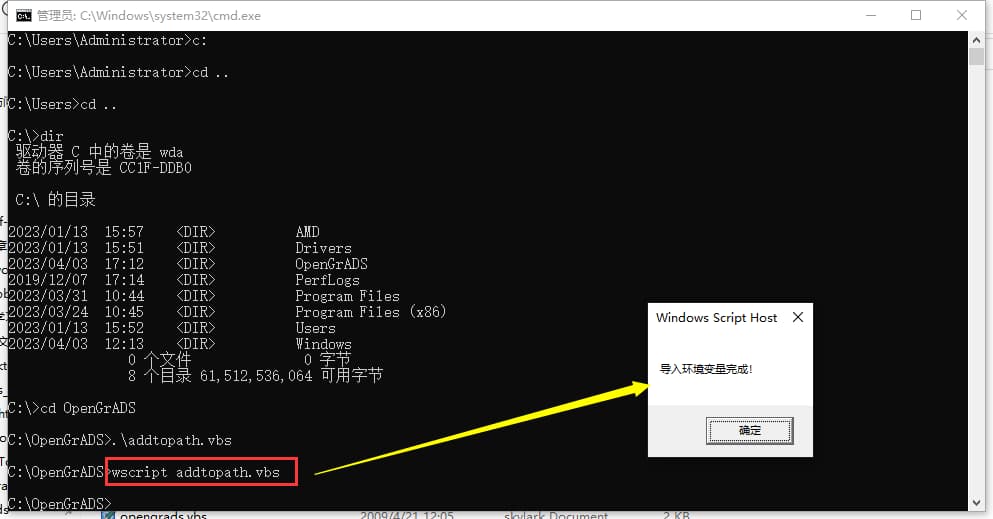 管理员: C:\Windows\system32\cmd.exe
C:\Users\Administrator>c:
C:\Users\Administrator>cd ..
C:\Users>cd ..
C:\>dir
驱动器 C 中的卷是 wda
卷的序列号是 CC1F-DDB0
C:\ 的目录
2023/01/13 15:57 <DIR> AMD
2023/01/13 15:51 <DIR> Drivers
2023/04/03 17:12 <DIR> OpenGrADS
2019/12/07 17:14 <DIR> PerfLogs
2023/03/31 10:44 <DIR> Program Files
2023/03/24 10:45 <DIR> Program Files (x86)
2023/01/13 15:52 <DIR> Users
2023/04/03 12:13 <DIR> Windows
0 个文件 0 字节
8 个目录 61,512,536,064 可用字节
C:\>cd OpenGrADS
C:\OpenGrADS>.\addtopath.vbs
C:\OpenGrADS>wscript addtopath.vbs
C:\OpenGrADS>
Windows Script Host
导入环境变量完成!
确定
opengrads.vbs 2009/4/21 12:05 skylark Document 2 KB